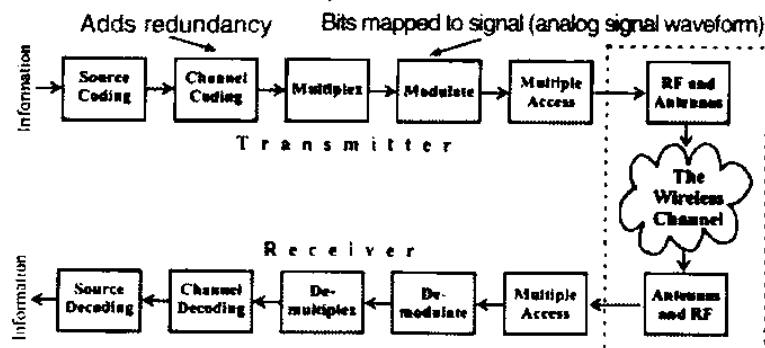 Adds redundancy
Bits mapped to signal (analog signal waveform)
Information
Source
Coding
Channel
Coding
Multiplex
Modulate
Multiple
Access
RF and
Antennas
Transmitter
The
Wireless
Channel
Receiver
Information
Source
Decoding
Channel
Decoding
De-
multiplex
De-
modulate
Multiple
Access
Antennas
and RF